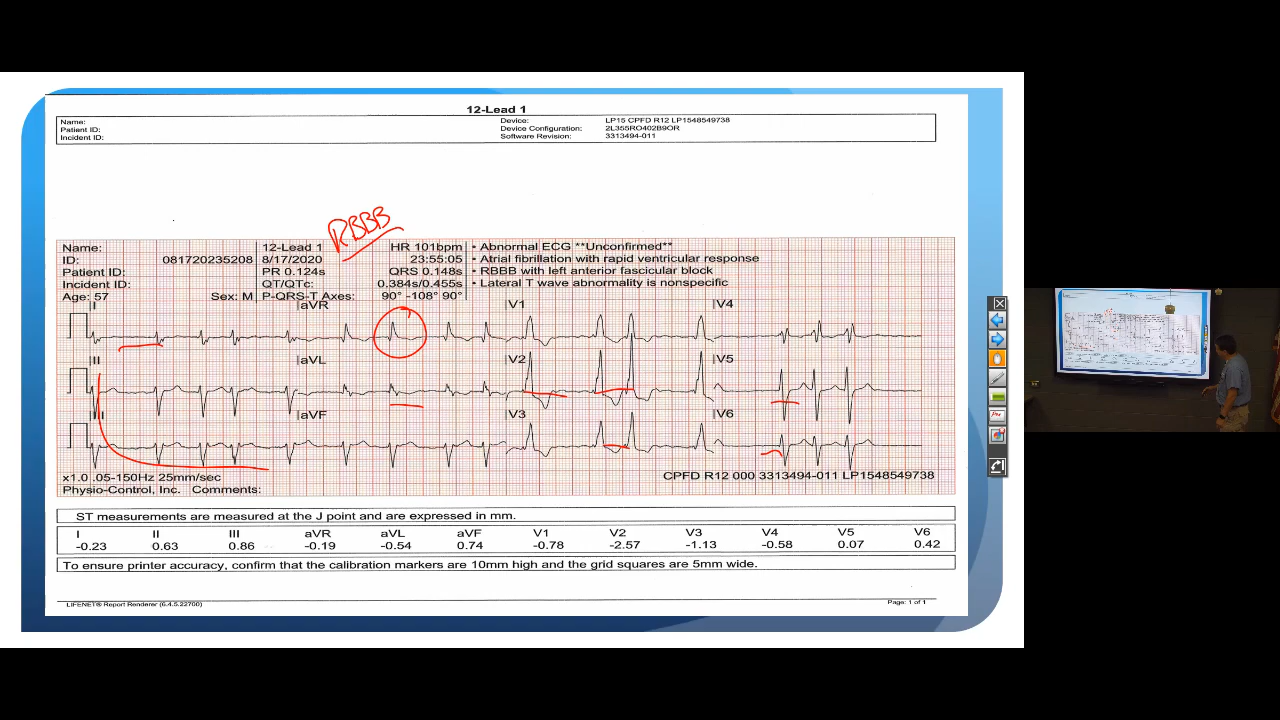 12-Lead 1
Name:
Patient ID:
Incident ID:
Device: LP15 CPFD R12 LP1548549738
Device Configuration: 2L355RO402B9OR
Software Revision: 3313494-011
RBBB
Name: 12-Lead 1 HR 101bpm • Abnormal ECG **Unconfirmed**
ID: 081720235208 8/17/2020 23:55:05 • Atrial fibrillation with rapid ventricular response
Patient ID: PR 0.124s QRS 0.148s • RBBB with left anterior fascicular block
Incident ID: QT/QTc: 0.384s/0.455s • Lateral T wave abnormality is nonspecific
Age: 57 Sex: M P-QRS-T Axes: 90° -108° 90°
I aVR V1 V4
II aVL V2 V5
III aVF V3 V6
x1.0 .05-150Hz 25mm/sec CPFD R12 000 3313494-011 LP1548549738
Physio-Control, Inc. Comments:
ST measurements are measured at the J point and are expressed in mm.
I II III aVR aVL aVF V1 V2 V3 V4 V5 V6
-0.23 0.63 0.86 -0.19 -0.54 0.74 -0.78 -2.57 -1.13 -0.58 0.07 0.42
To ensure printer accuracy, confirm that the calibration markers are 10mm high and the grid squares are 5mm wide.
LIFENET® Report Renderer (6.4.5.22700) Page: 1 of 1